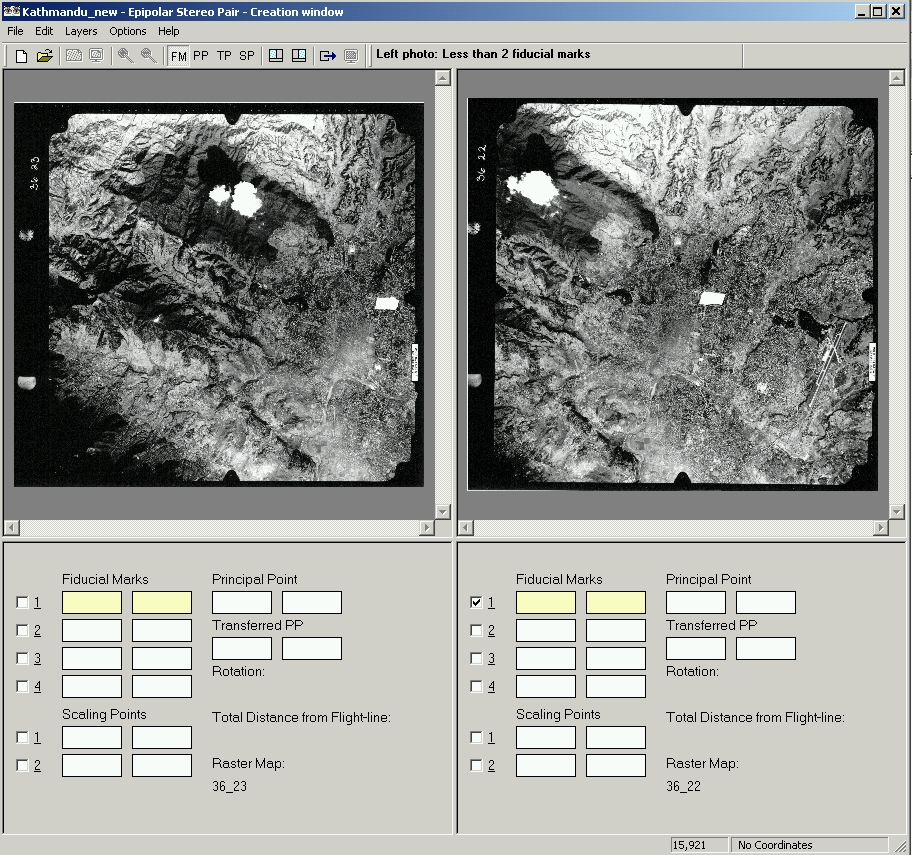 Kathmandu_new - Epipolar Stereo Pair - Creation window
File Edit Layers Options Help
FM PP TP SP Left photo: Less than 2 fiducial marks
36 23
36 22
Fiducial Marks Principal Point
1
Transferred PP
2
3
Rotation:
4
Scaling Points Total Distance from Flight-line:
1
2 Raster Map:
36_23
Fiducial Marks Principal Point
1
Transferred PP
2
3
Rotation:
4
Scaling Points Total Distance from Flight-line:
1
2 Raster Map:
36_22
15,921 No Coordinates